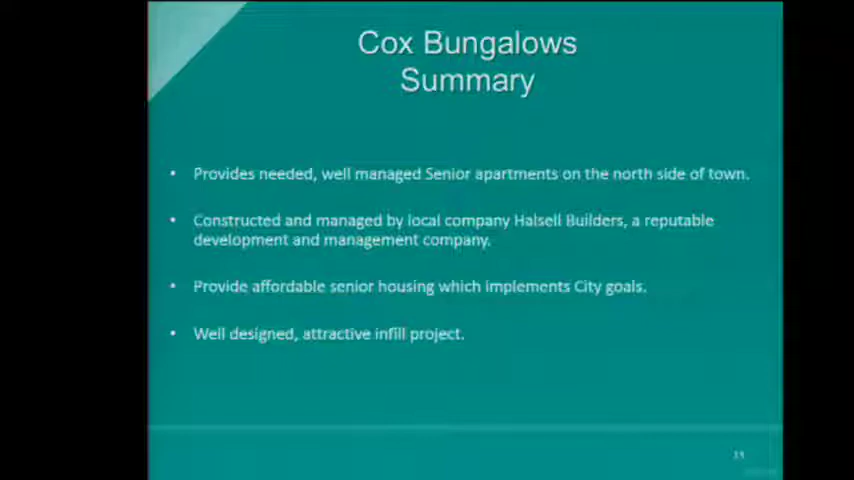 Cox Bungalows
Summary
• Provides needed, well managed Senior apartments on the north side of town.
• Constructed and managed by local company Halsell Builders, a reputable
development and management company.
• Provide affordable senior housing which implements City goals.
• Well designed, attractive infill project.